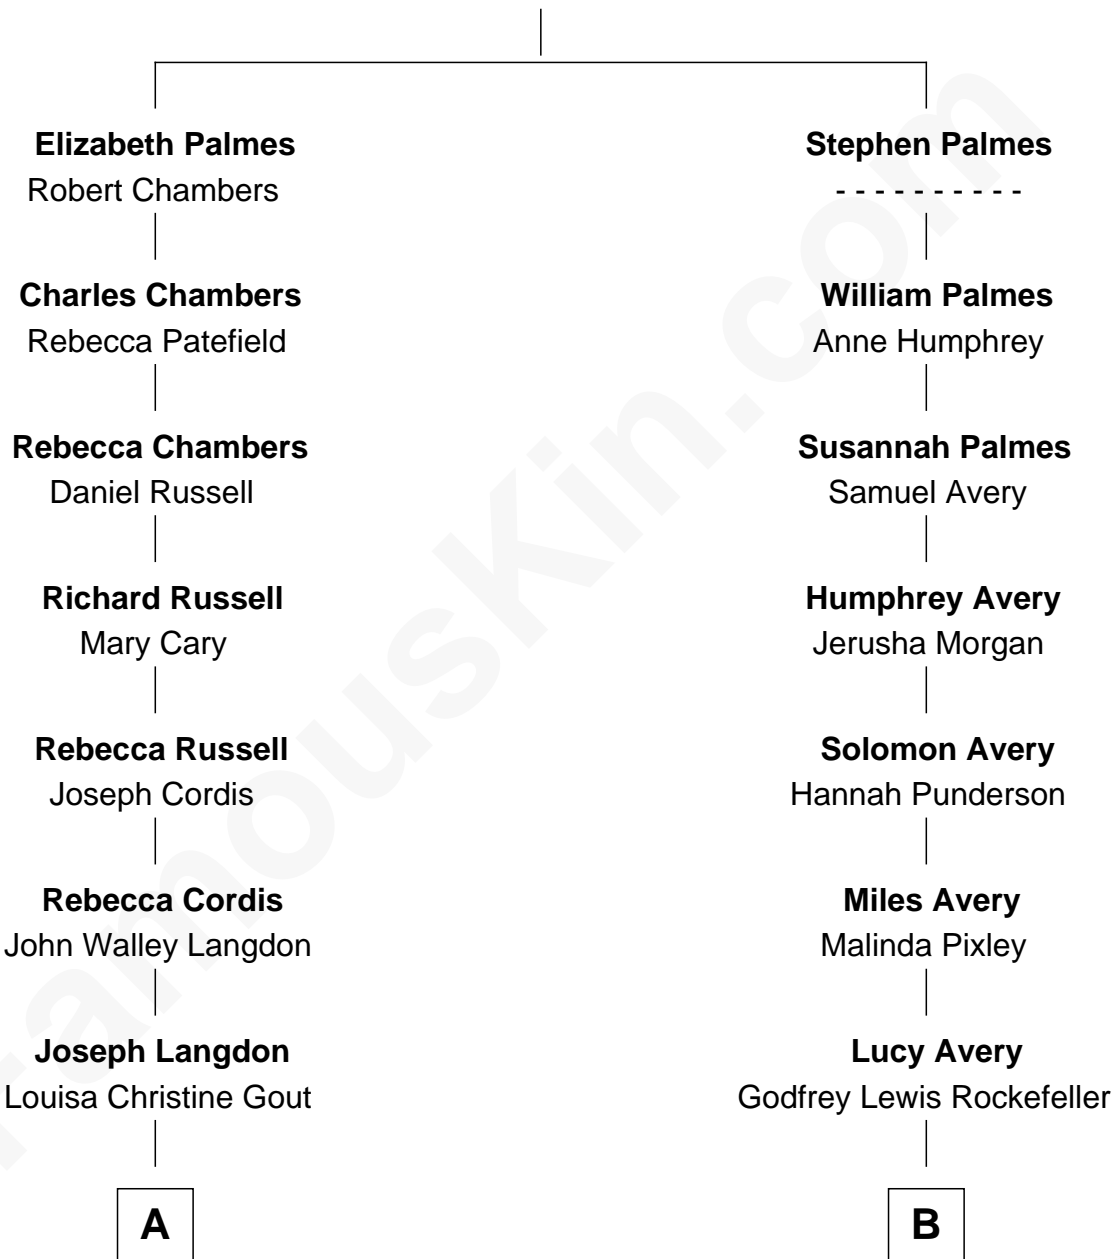 Elizabeth Palmes
Robert Chambers
Stephen Palmes
- - - - - - - - - -
Charles Chambers
Rebecca Patefield
William Palmes
Anne Humphrey
Rebecca Chambers
Daniel Russell
Susannah Palmes
Samuel Avery
Richard Russell
Mary Cary
Humphrey Avery
Jerusha Morgan
Rebecca Russell
Joseph Cordis
Solomon Avery
Hannah Punderson
Rebecca Cordis
John Walley Langdon
Miles Avery
Malinda Pixley
Joseph Langdon
Louisa Christine Gout
Lucy Avery
Godfrey Lewis Rockefeller
A
B
FamousKin.com